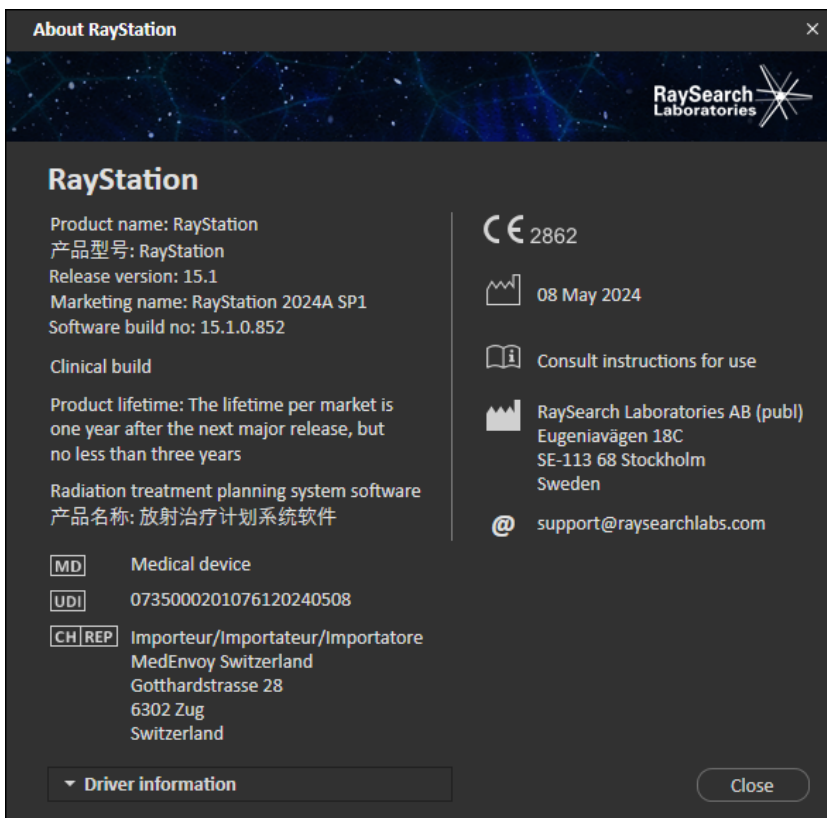 About RayStation
RaySearch
Laboratories
RayStation
Product name: RayStation
产品型号: RayStation
Release version: 15.1
Marketing name: RayStation 2024A SP1
Software build no: 15.1.0.852
Clinical build
Product lifetime: The lifetime per market is
one year after the next major release, but
no less than three years
Radiation treatment planning system software
产品名称: 放射治疗计划系统软件
CE 2862
08 May 2024
i Consult instructions for use
RaySearch Laboratories AB (publ)
Eugeniavägen 18C
SE-113 68 Stockholm
Sweden
@ support@raysearchlabs.com
MD Medical device
UDI 0735000201076120240508
CH REP Importeur/Importateur/Importatore
MedEnvoy Switzerland
Gotthardstrasse 28
6302 Zug
Switzerland
Driver information
Close